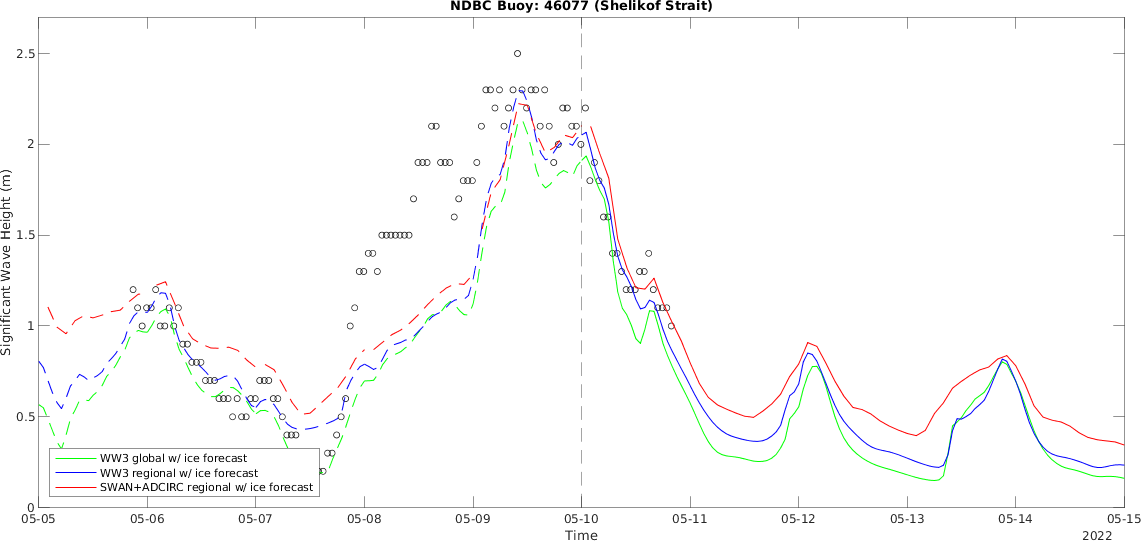 NDBC Buoy: 46077 (Shelikof Strait)
Significant Wave Height (m)
2.5
2
1.5
1
0.5
0
WW3 global w/ ice forecast
WW3 regional w/ ice forecast
SWAN+ADCIRC regional w/ ice forecast
05-05 05-06 05-07 05-08 05-09 05-10 05-11 05-12 05-13 05-14 05-15
Time
2022